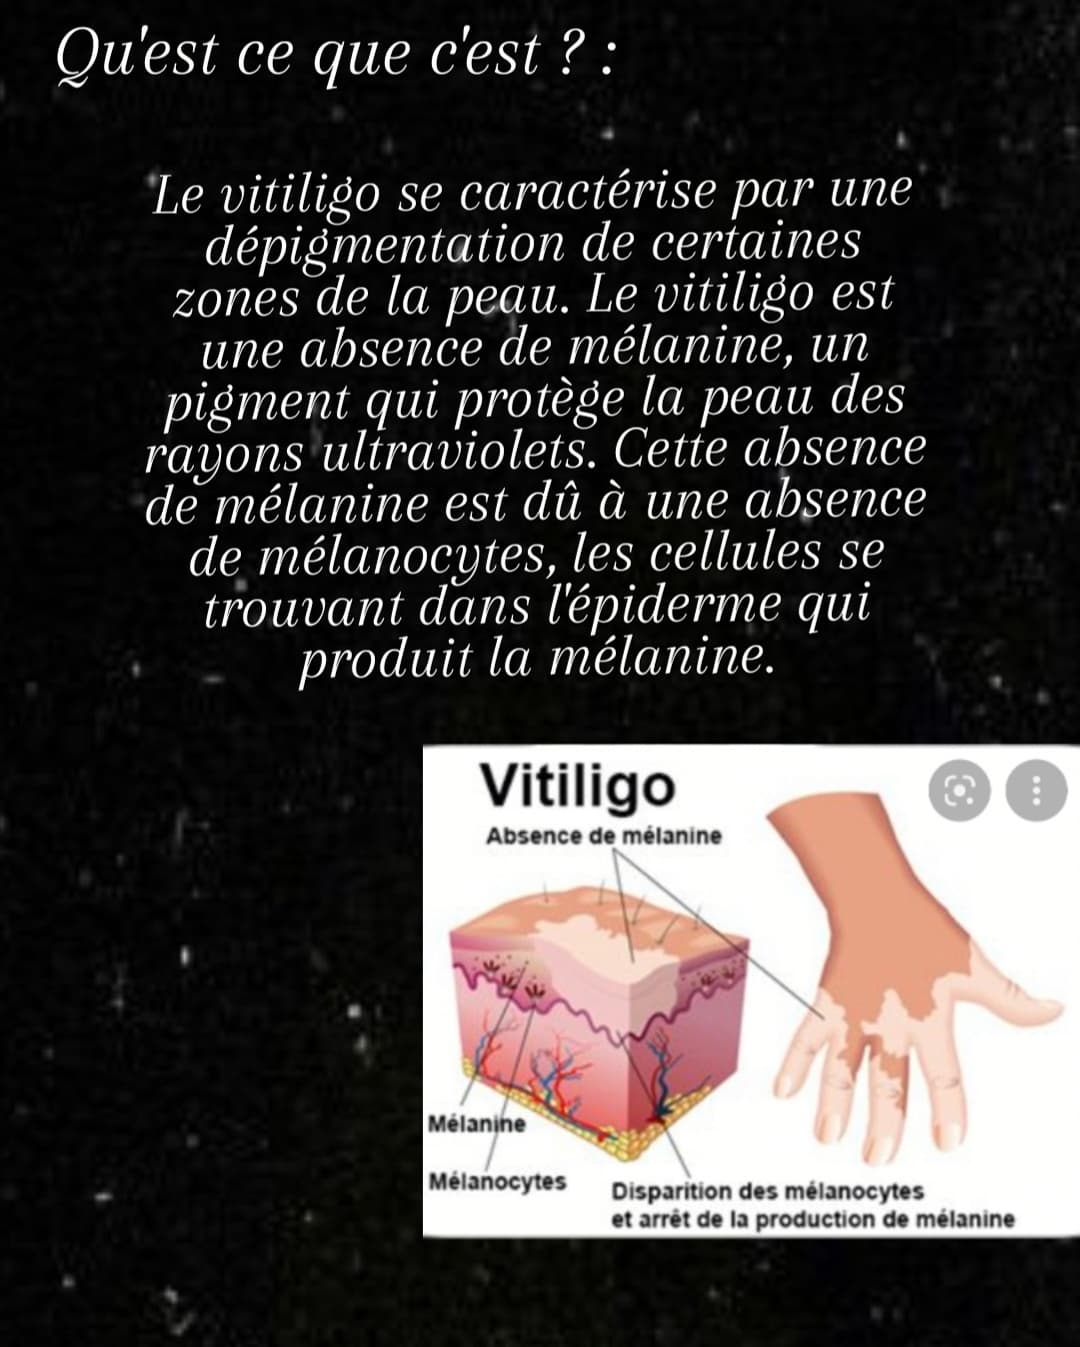 Qu'est ce que c'est ? :
Le vitiligo se caractérise par une
dépigmentation de certaines
zones de la peau. Le vitiligo est
une absence de mélanine, un
pigment qui protège la peau des
rayons ultraviolets. Cette absence
de mélanine est dû à une absence
de mélanocytes, les cellules se
trouvant dans l'épiderme qui
produit la mélanine.
Vitiligo
Absence de mélanine
Mélanine
Mélanocytes
Disparition des mélanocytes
et arrêt de la production de mélanine